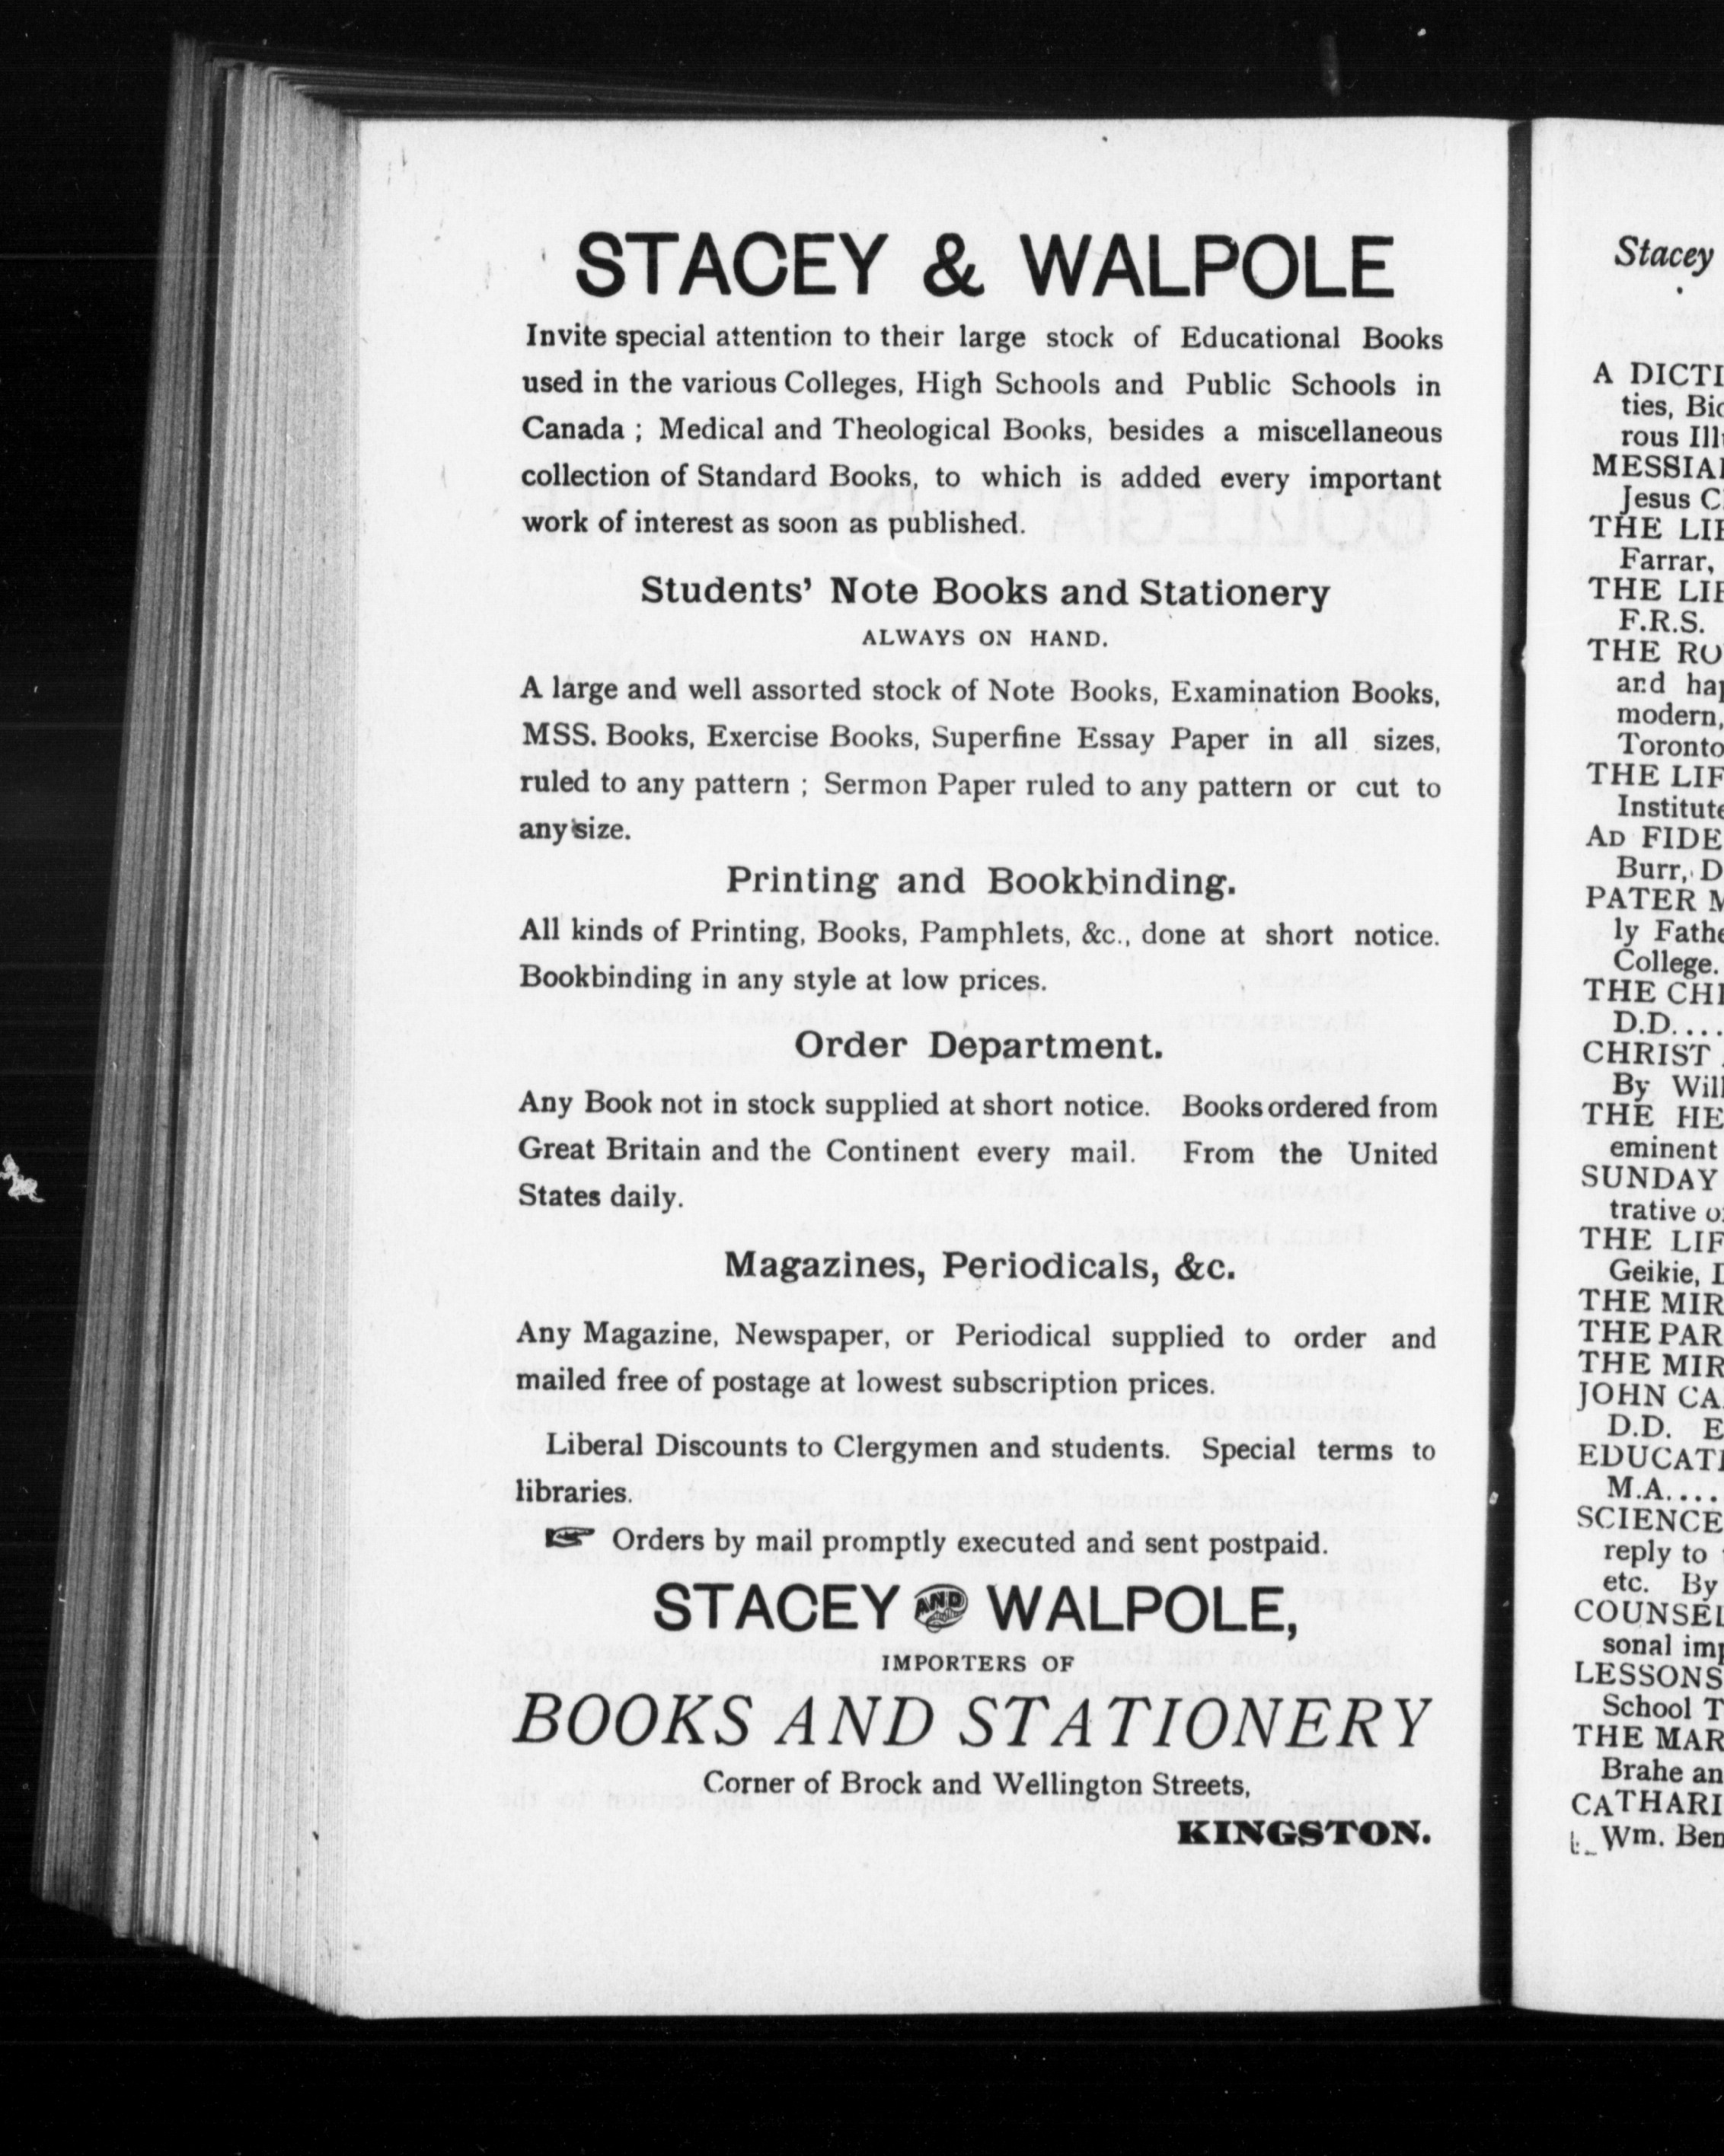 STACEY & WALPOLE
Invite special attention to their large stock of Educational Books
used in the various Colleges, High Schools and Public Schools in
Canada ; Medical and Theological Books, besides a miscellaneous
collection of Standard Books, to which is added every important
work of interest as soon as published.
Students' Note Books and Stationery
ALWAYS ON HAND.
A large and well assorted stock of Note Books, Examination Books,
MSS. Books, Exercise Books, Superfine Essay Paper in all sizes,
ruled to any pattern ; Sermon Paper ruled to any pattern or cut to
any size.
Printing and Bookbinding.
All kinds of Printing, Books, Pamphlets, &c., done at short notice.
Bookbinding in any style at low prices.
Order Department.
Any Book not in stock supplied at short notice. Books ordered from
Great Britain and the Continent every mail. From the United
States daily.
Magazines, Periodicals, &c.
Any Magazine, Newspaper, or Periodical supplied to order and
mailed free of postage at lowest subscription prices.
Liberal Discounts to Clergymen and students. Special terms to
libraries.
☞ Orders by mail promptly executed and sent postpaid.
STACEY AND WALPOLE,
IMPORTERS OF
BOOKS AND STATIONERY
Corner of Brock and Wellington Streets,
KINGSTON.
Stacey
A DICTI
ties, Bio
rous Ill
MESSIA
Jesus C
THE LI
Farrar,
THE LI
F.R.S.
THE RO
and hap
modern,
Toronto
THE LIF
Institute
AD FIDE
Burr, D
PATER M
ly Fathe
College.
THE CH
D.D....
CHRIST
By Will
THE HE
eminent
SUNDAY
trative o
THE LIF
Geikie, D
THE MIR
THE PAR
THE MIR
JOHN CA
D.D. E
EDUCATI
M.A....
SCIENCE
reply to
etc. By
COUNSEL
sonal imp
LESSONS
School T
THE MAR
Brahe an
CATHARI
Wm. Ben